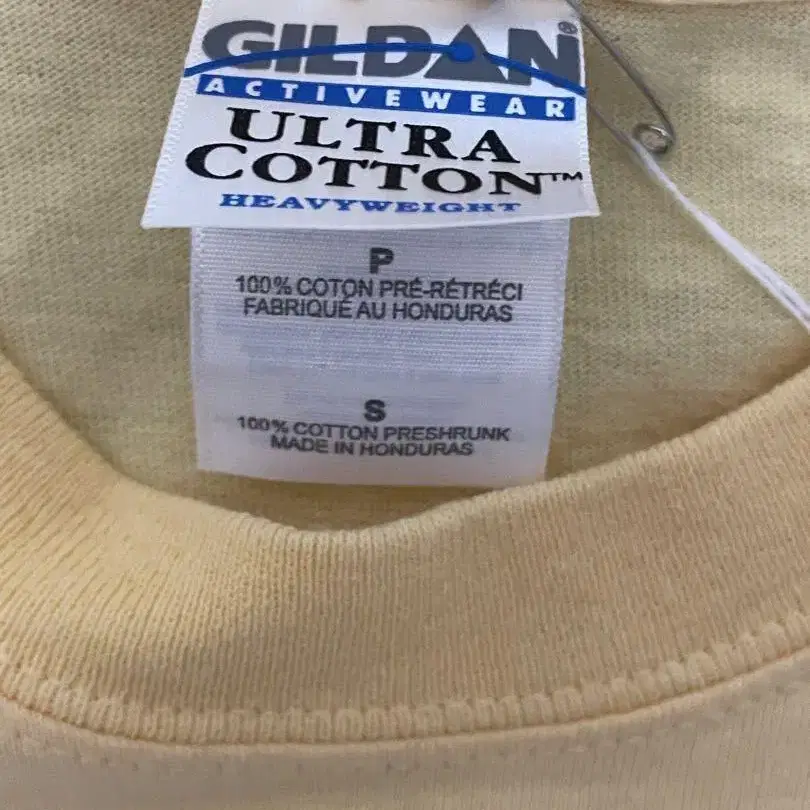 GILDAN®
ACTIVEWEAR
ULTRA
COTTON™
HEAVYWEIGHT
P
100% COTON PRÉ-RÉTRÉCI
FABRIQUÉ AU HONDURAS
S
100% COTTON PRESHRUNK
MADE IN HONDURAS